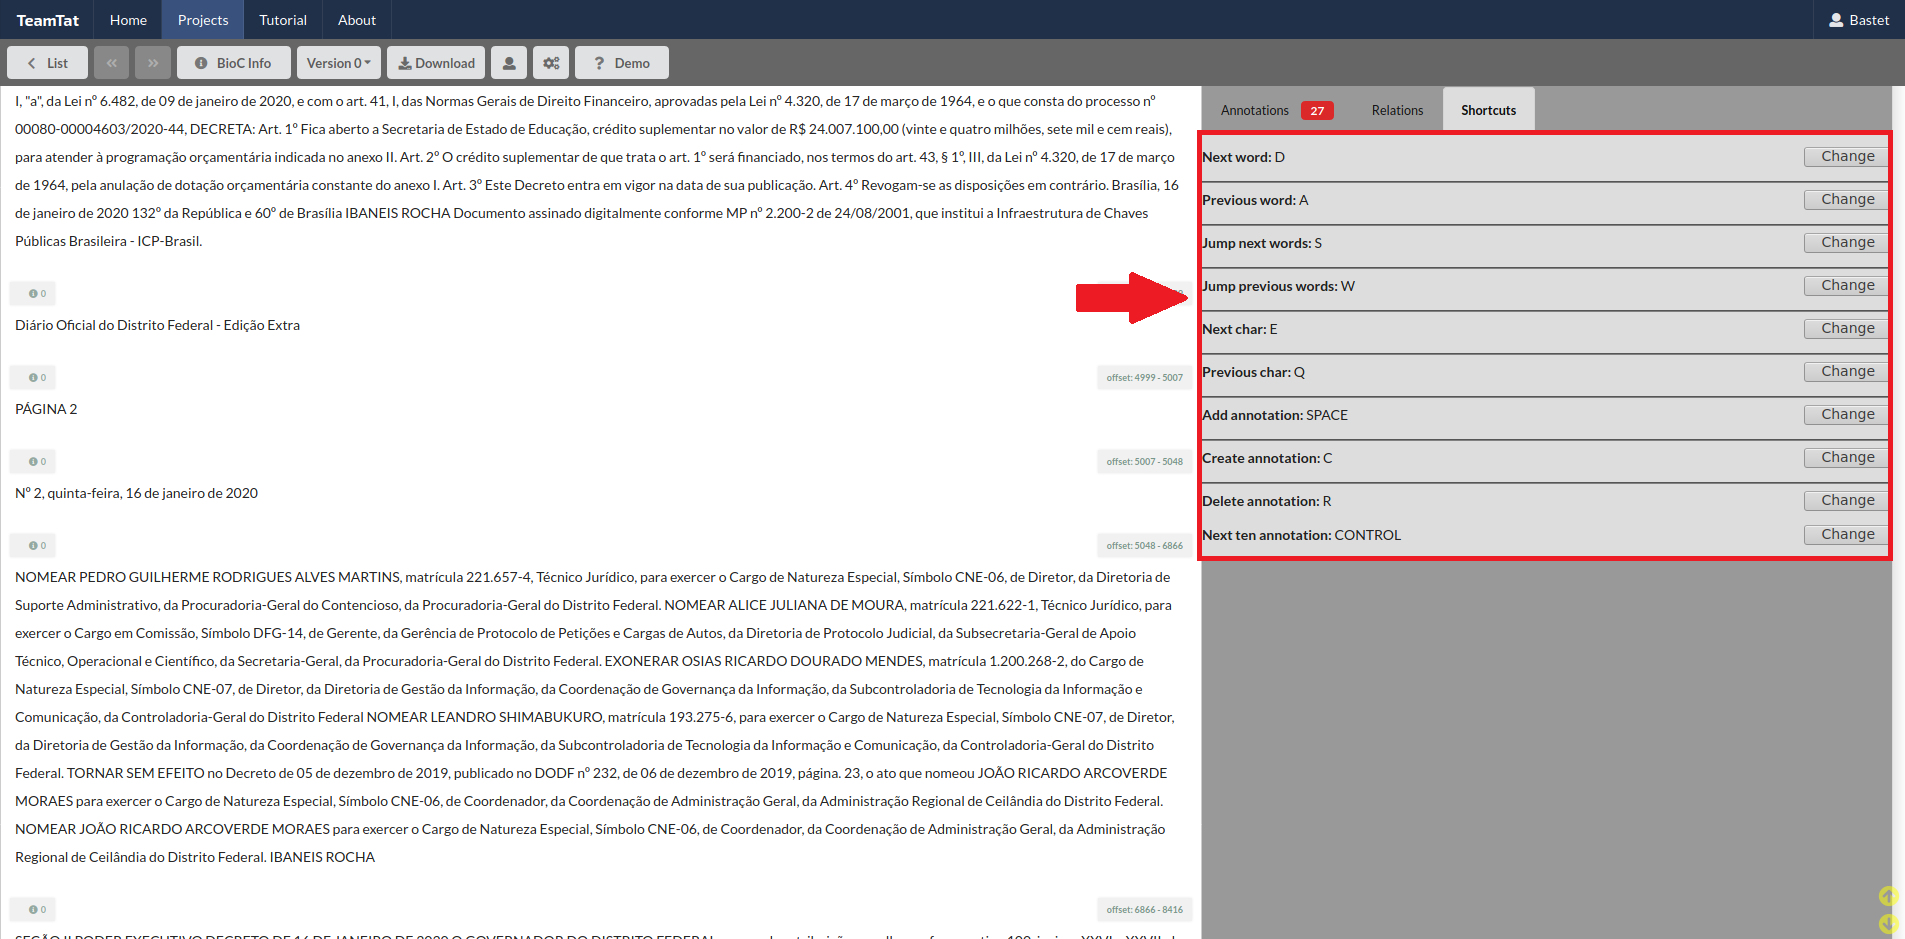 TeamTat Home Projects Tutorial About Bastet
List BioC Info Version 0 Download Demo
I, "a", da Lei nº 6.482, de 09 de janeiro de 2020, e com o art. 41, I, das Normas Gerais de Direito Financeiro, aprovadas pela Lei nº 4.320, de 17 de março de 1964, e o que consta do processo nº
00080-00004603/2020-44, DECRETA: Art. 1º Fica aberto a Secretaria de Estado de Educação, crédito suplementar no valor de R$ 24.007.100,00 (vinte e quatro milhões, sete mil e cem reais),
para atender à programação orçamentária indicada no anexo II. Art. 2º O crédito suplementar de que trata o art. 1º será financiado, nos termos do art. 43, § 1º, III, da Lei nº 4.320, de 17 de março
de 1964, pela anulação de dotação orçamentária constante do anexo I. Art. 3º Este Decreto entra em vigor na data de sua publicação. Art. 4º Revogam-se as disposições em contrário. Brasília, 16
de janeiro de 2020 132º da República e 60º de Brasília IBANEIS ROCHA Documento assinado digitalmente conforme MP nº 2.200-2 de 24/08/2001, que institui a Infraestrutura de Chaves
Públicas Brasileira - ICP-Brasil.
0
Diário Oficial do Distrito Federal - Edição Extra
0 offset: 4999 - 5007
PÁGINA 2
0 offset: 5007 - 5048
Nº 2, quinta-feira, 16 de janeiro de 2020
0 offset: 5048 - 6866
NOMEAR PEDRO GUILHERME RODRIGUES ALVES MARTINS, matrícula 221.657-4, Técnico Jurídico, para exercer o Cargo de Natureza Especial, Símbolo CNE-06, de Diretor, da Diretoria de
Suporte Administrativo, da Procuradoria-Geral do Contencioso, da Procuradoria-Geral do Distrito Federal. NOMEAR ALICE JULIANA DE MOURA, matrícula 221.622-1, Técnico Jurídico, para
exercer o Cargo em Comissão, Símbolo DFG-14, de Gerente, da Gerência de Protocolo de Petições e Cargas de Autos, da Diretoria de Protocolo Judicial, da Subsecretaria-Geral de Apoio
Técnico, Operacional e Científico, da Secretaria-Geral, da Procuradoria-Geral do Distrito Federal. EXONERAR OSIAS RICARDO DOURADO MENDES, matrícula 1.200.268-2, do Cargo de
Natureza Especial, Símbolo CNE-07, de Diretor, da Diretoria de Gestão da Informação, da Coordenação de Governança da Informação, da Subcontroladoria de Tecnologia da Informação e
Comunicação, da Controladoria-Geral do Distrito Federal NOMEAR LEANDRO SHIMABUKURO, matrícula 193.275-6, para exercer o Cargo de Natureza Especial, Símbolo CNE-07, de Diretor,
da Diretoria de Gestão da Informação, da Coordenação de Governança da Informação, da Subcontroladoria de Tecnologia da Informação e Comunicação, da Controladoria-Geral do Distrito
Federal. TORNAR SEM EFEITO no Decreto de 05 de dezembro de 2019, publicado no DODF nº 232, de 06 de dezembro de 2019, página. 23, o ato que nomeou JOÃO RICARDO ARCOVERDE
MORAES para exercer o Cargo de Natureza Especial, Símbolo CNE-06, de Coordenador, da Coordenação de Administração Geral, da Administração Regional de Ceilândia do Distrito Federal.
NOMEAR JOÃO RICARDO ARCOVERDE MORAES para exercer o Cargo de Natureza Especial, Símbolo CNE-06, de Coordenador, da Coordenação de Administração Geral, da Administração
Regional de Ceilândia do Distrito Federal. IBANEIS ROCHA
0 offset: 6866 - 8416
SEÇÃO II PODER EXECUTIVO DECRETO DE 16 DE JANEIRO DE 2020 O GOVERNADOR DO DISTRITO FEDERAL
Annotations 27 Relations Shortcuts
Next word: D Change
Previous word: A Change
Jump next words: S Change
Jump previous words: W Change
Next char: E Change
Previous char: Q Change
Add annotation: SPACE Change
Create annotation: C Change
Delete annotation: R Change
Next ten annotation: CONTROL Change